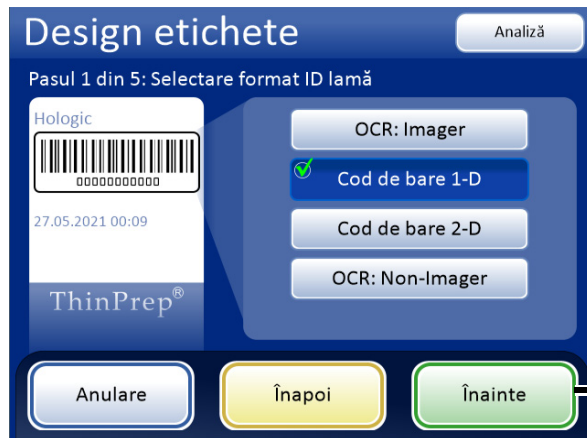 Design etichete
Analiză
Pasul 1 din 5: Selectare format ID lamă
Hologic
00000000000
27.05.2021 00:09
ThinPrep®
OCR: Imager
Cod de bare 1-D
Cod de bare 2-D
OCR: Non-Imager
Anulare
Înapoi
Înainte